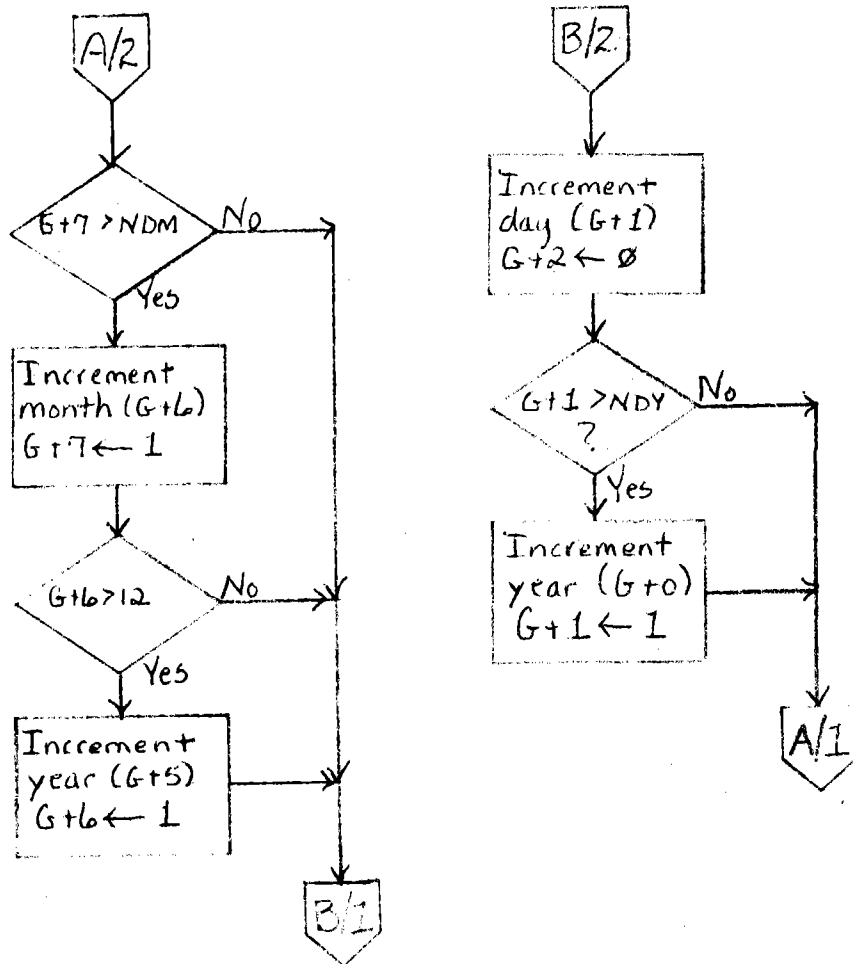 A/2
G+7 > NDM
No
Yes
Increment
month (G+6)
G+7 ← 1
G+6>12
No
Yes
Increment
year (G+5)
G+6 ← 1
B/1
B/2
Increment
day (G+1)
G+2 ← Ø
G+1 >NDY
?
No
Yes
Increment
year (G+0)
G+1 ← 1
A/1